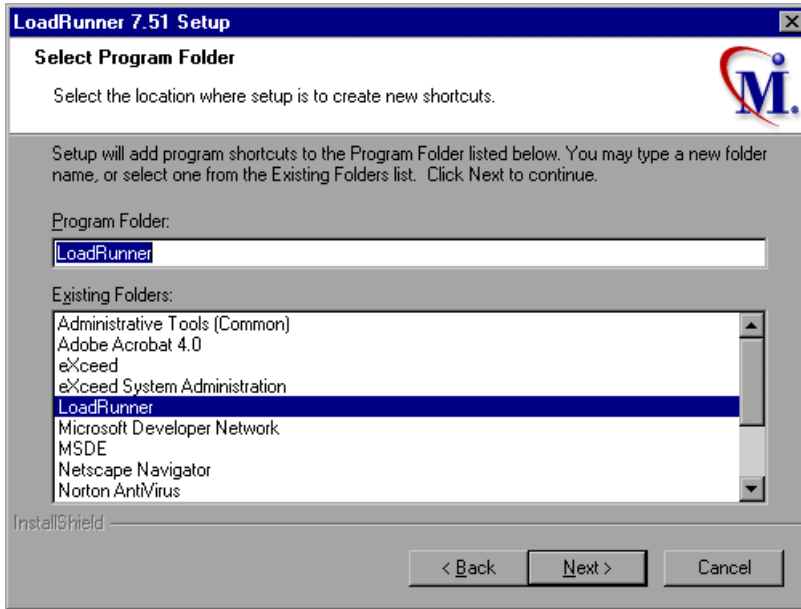 LoadRunner 7.51 Setup
Select Program Folder
Select the location where setup is to create new shortcuts.
M.
Setup will add program shortcuts to the Program Folder listed below. You may type a new folder
name, or select one from the Existing Folders list. Click Next to continue.
Program Folder:
LoadRunner
Existing Folders:
Administrative Tools (Common)
Adobe Acrobat 4.0
eXceed
eXceed System Administration
LoadRunner
Microsoft Developer Network
MSDE
Netscape Navigator
Norton AntiVirus
InstallShield
< Back Next > Cancel